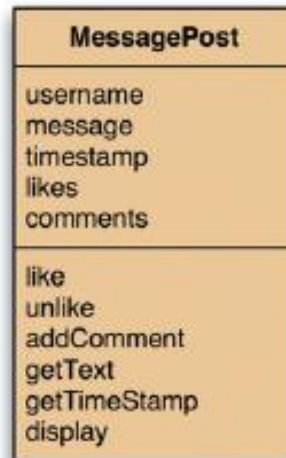 MessagePost
username
message
timestamp
likes
comments
like
unlike
addComment
getText
getTimeStamp
display